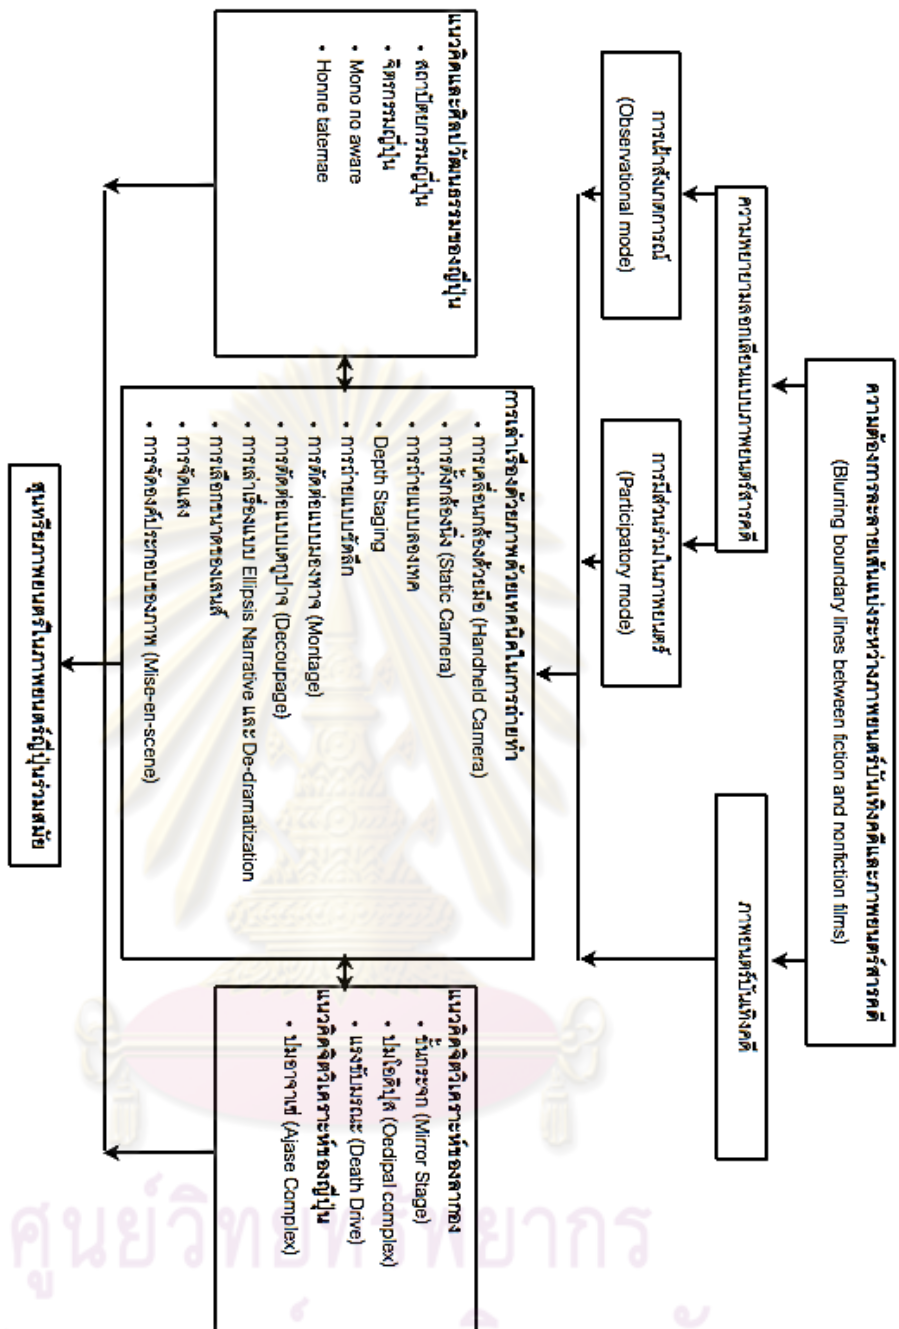 ความต้องการละลายเส้นแบ่งระหว่างภาพยนตร์บันเทิงคดีและภาพยนตร์สารคดี
(Blurring boundary lines between fiction and nonfiction films)
ความพยายามลอกเลียนแบบภาพยนตร์สารคดี
ภาพยนตร์บันเทิงคดี
การเฝ้าสังเกตการณ์
(Observational mode)
การมีส่วนร่วมในภาพยนตร์
(Participatory mode)
แนวคิดและศิลปวัฒนธรรมของญี่ปุ่น
• สถาปัตยกรรมญี่ปุ่น
• จิตรกรรมญี่ปุ่น
• Mono no aware
• Honne tatemae
การเล่าเรื่องด้วยภาพด้วยเทคนิคในการถ่ายทำ
• การเคลื่อนกล้องด้วยมือ (Handheld Camera)
• การตั้งกล้องนิ่ง (Static Camera)
• การถ่ายแบบลองเทค
• Depth Staging
• การถ่ายแบบชัดลึก
• การตัดต่อแบบมองทาจ (Montage)
• การตัดต่อแบบเดกูปาจ (Decoupage)
• การเล่าเรื่องแบบ Ellipsis Narrative และ De-dramatization
• การเลือกขนาดของเลนส์
• การจัดแสง
• การจัดองค์ประกอบของภาพ (Mise-en-scene)
แนวคิดจิตวิเคราะห์ของลากอง
• ขั้นกระจก (Mirror Stage)
• ปมโอดิปุส (Oedipal complex)
• แรงขับมรณะ (Death Drive)
แนวคิดจิตวิเคราะห์ของญี่ปุ่น
• ปมอาจาเซ่ (Ajase Complex)
สุนทรียภาพยนตร์ในภาพยนตร์ญี่ปุ่นร่วมสมัย
ศูนย์วิทยทรัพยากร